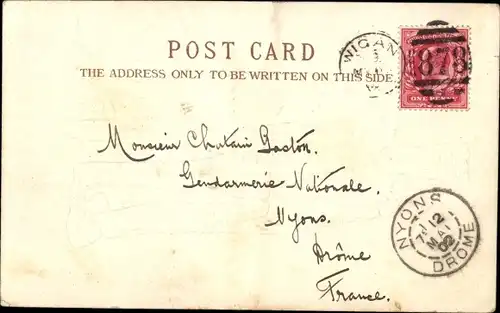 POST CARD
THE ADDRESS ONLY TO BE WRITTEN ON THIS SIDE.
WIGAN
878
ONE PENNY
Monsieur Chatain Gaston.
Gendarmerie Nationale.
Nyons.
Drôme
France.
NYONS
12
MAI
02
DROME